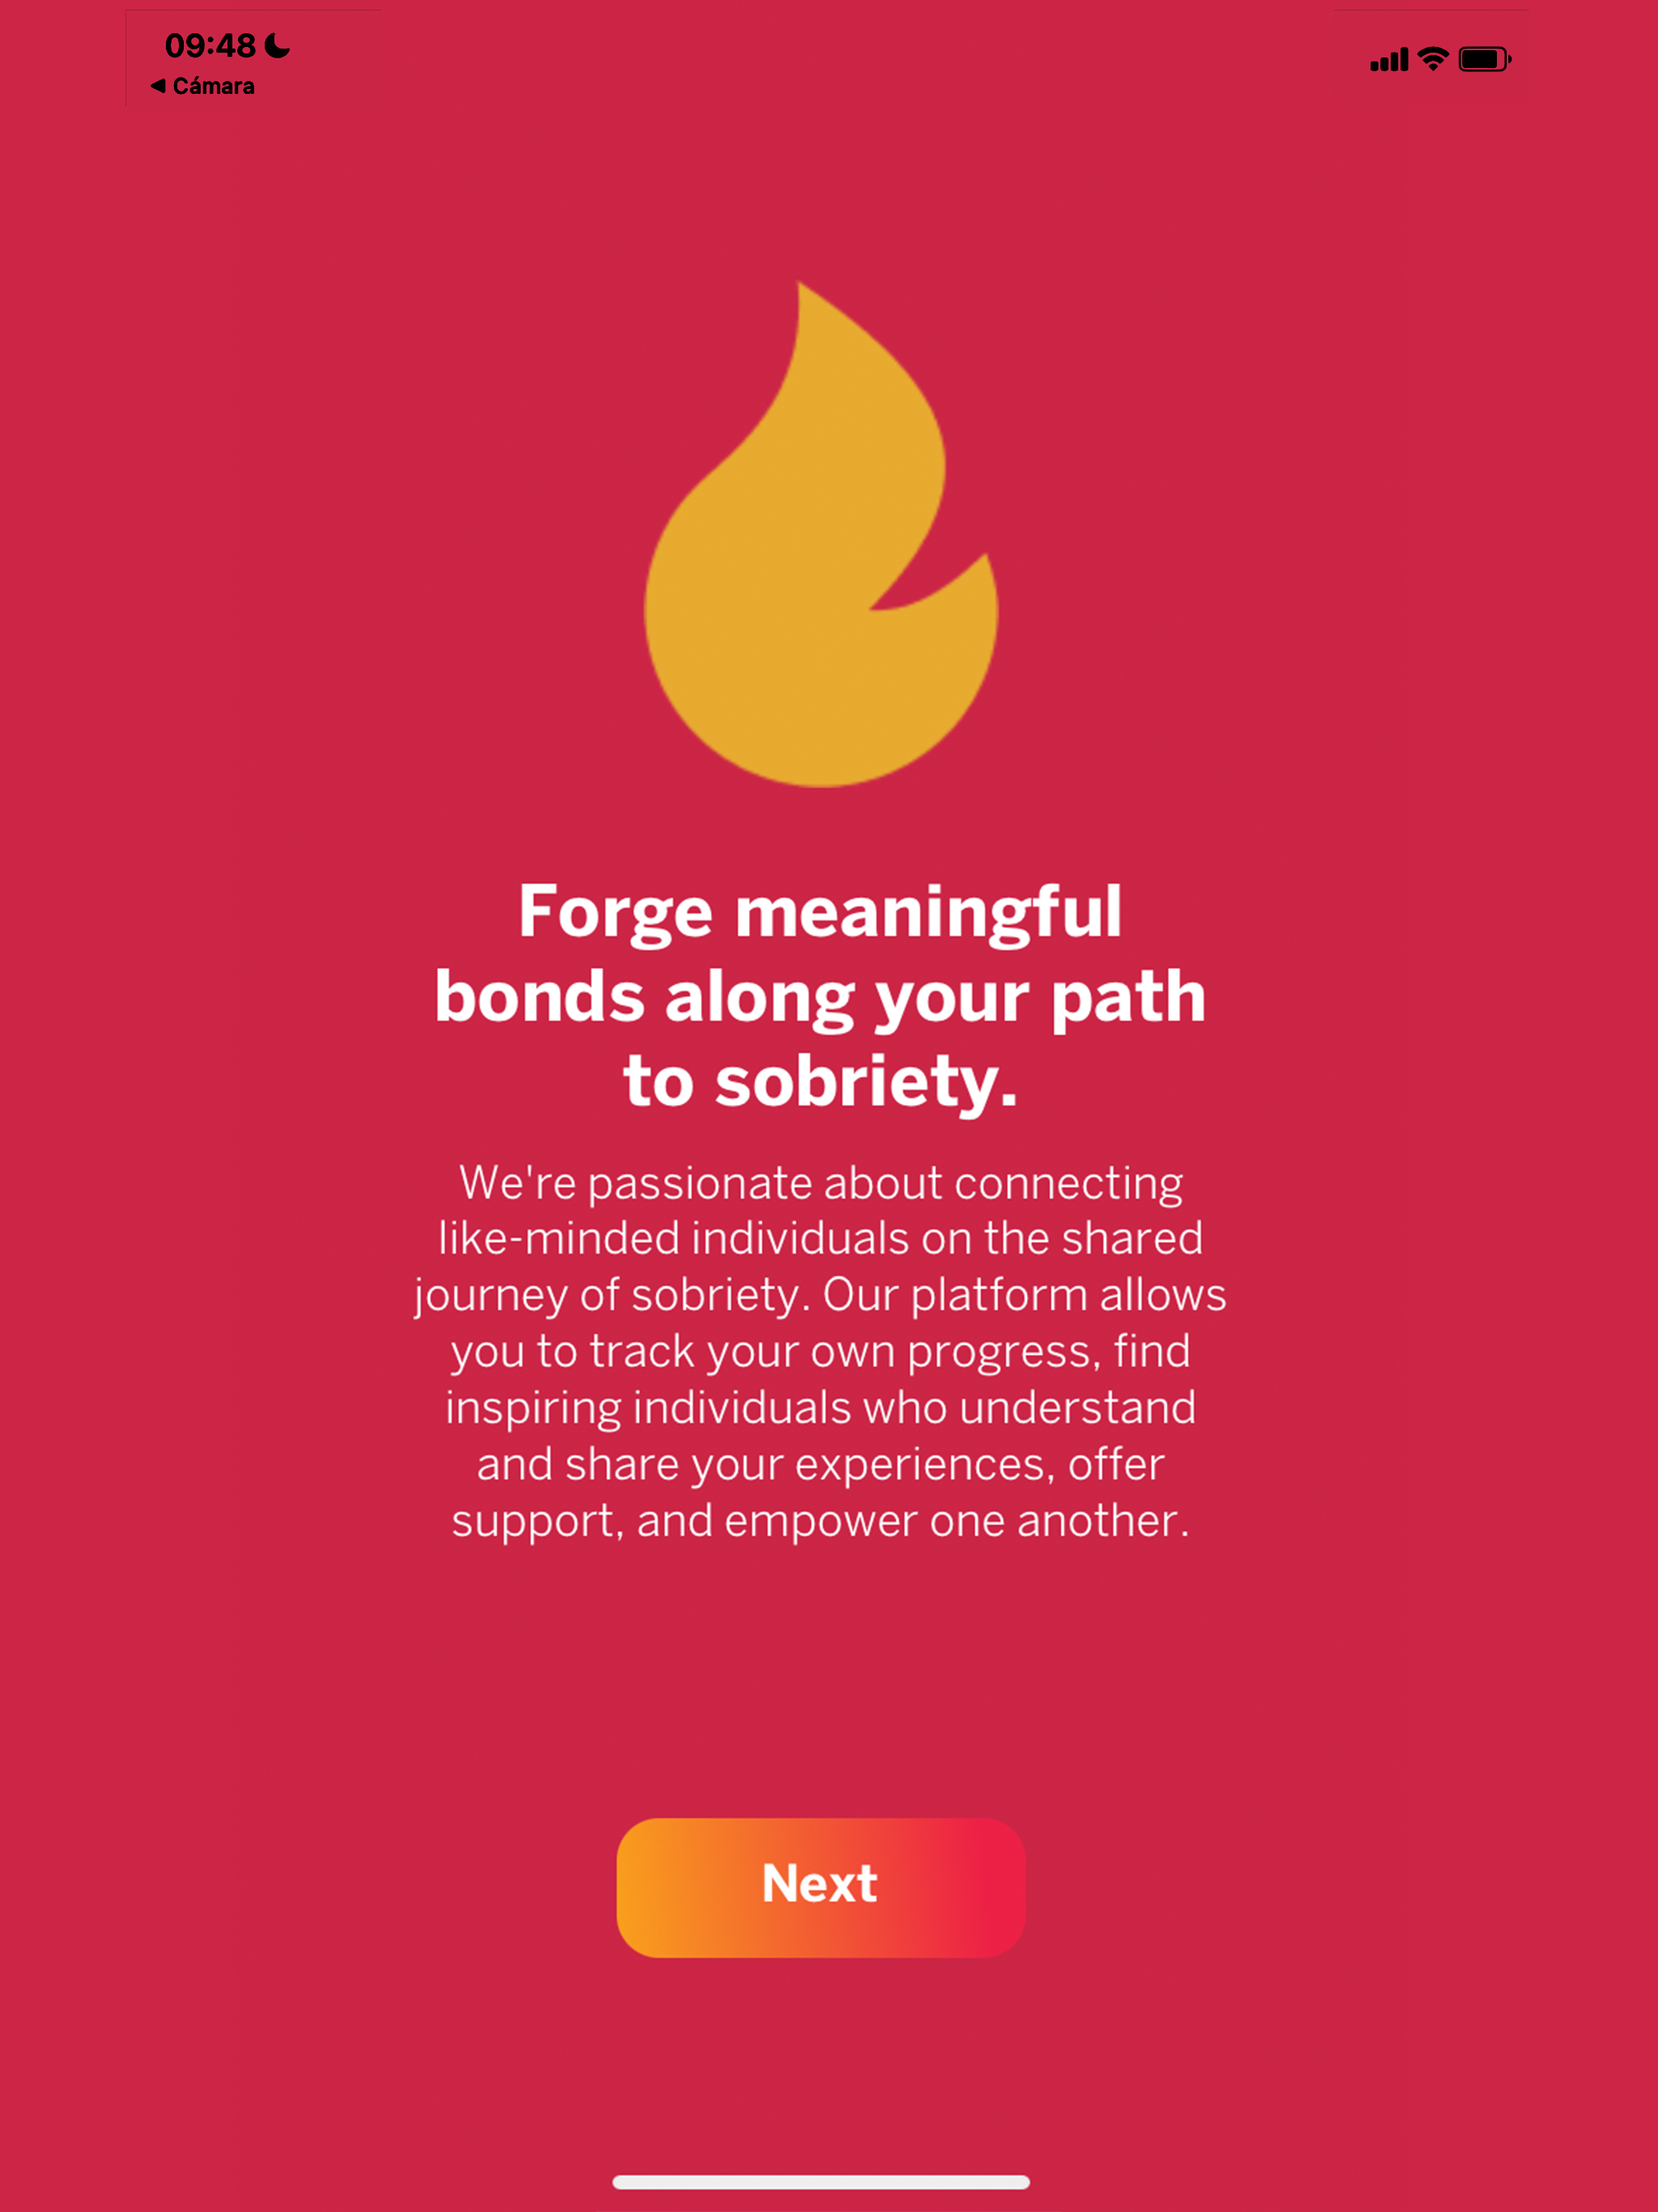 09:48
Cámara
Forge meaningful
bonds along your path
to sobriety.
We're passionate about connecting
like-minded individuals on the shared
journey of sobriety. Our platform allows
you to track your own progress, find
inspiring individuals who understand
and share your experiences, offer
support, and empower one another.
Next